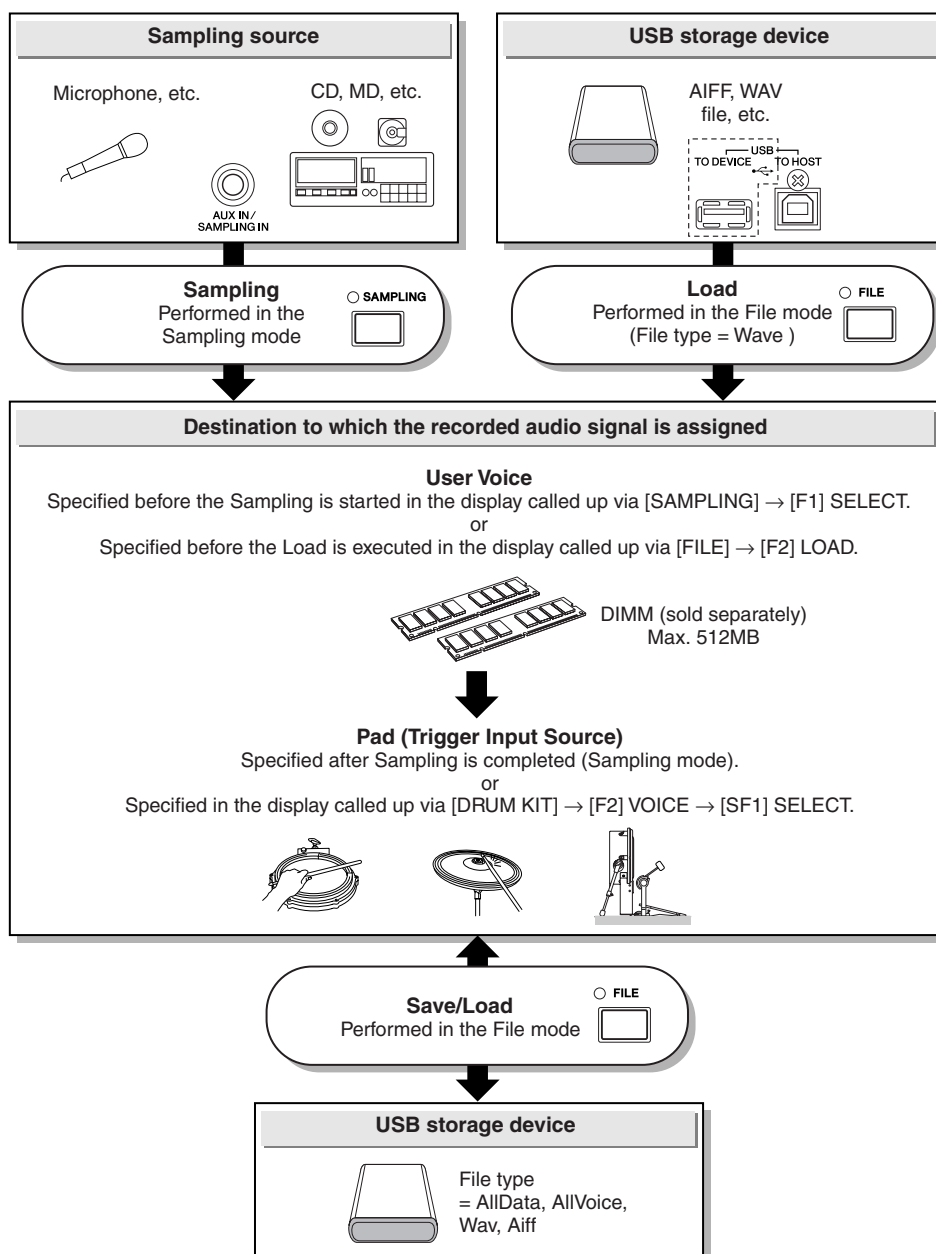 Sampling source
Microphone, etc.
CD, MD, etc.
AUX IN /
SAMPLING IN
USB storage device
AIFF, WAV
file, etc.
USB
TO DEVICE
TO HOST
Sampling
Performed in the
Sampling mode
SAMPLING
Load
Performed in the File mode
(File type = Wave )
FILE
Destination to which the recorded audio signal is assigned
User Voice
Specified before the Sampling is started in the display called up via [SAMPLING] → [F1] SELECT.
or
Specified before the Load is executed in the display called up via [FILE] → [F2] LOAD.
DIMM (sold separately)
Max. 512MB
Pad (Trigger Input Source)
Specified after Sampling is completed (Sampling mode).
or
Specified in the display called up via [DRUM KIT] → [F2] VOICE → [SF1] SELECT.
Save/Load
Performed in the File mode
FILE
USB storage device
File type
= AllData, AllVoice,
Wav, Aiff